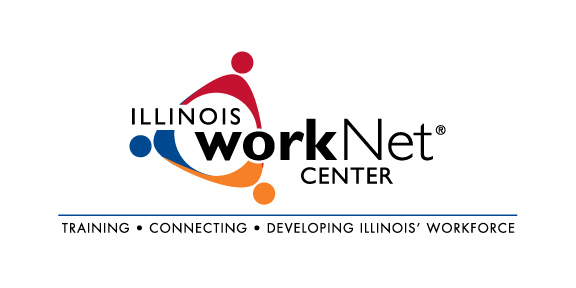 ILLINOIS
workNet®
CENTER
TRAINING • CONNECTING • DEVELOPING ILLINOIS' WORKFORCE